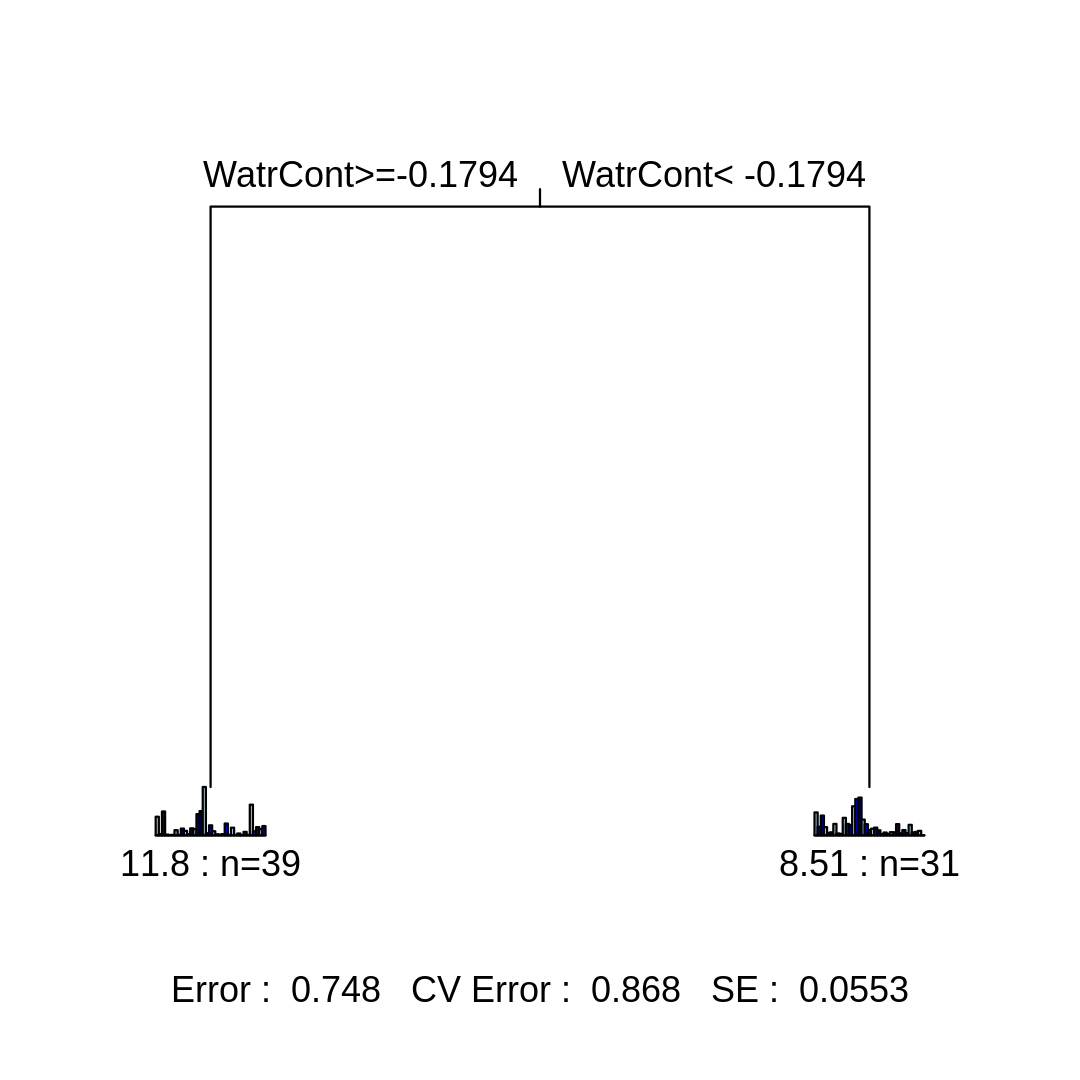 WatrCont>=-0.1794 WatrCont< -0.1794
11.8 : n=39 8.51 : n=31
Error : 0.748 CV Error : 0.868 SE : 0.0553